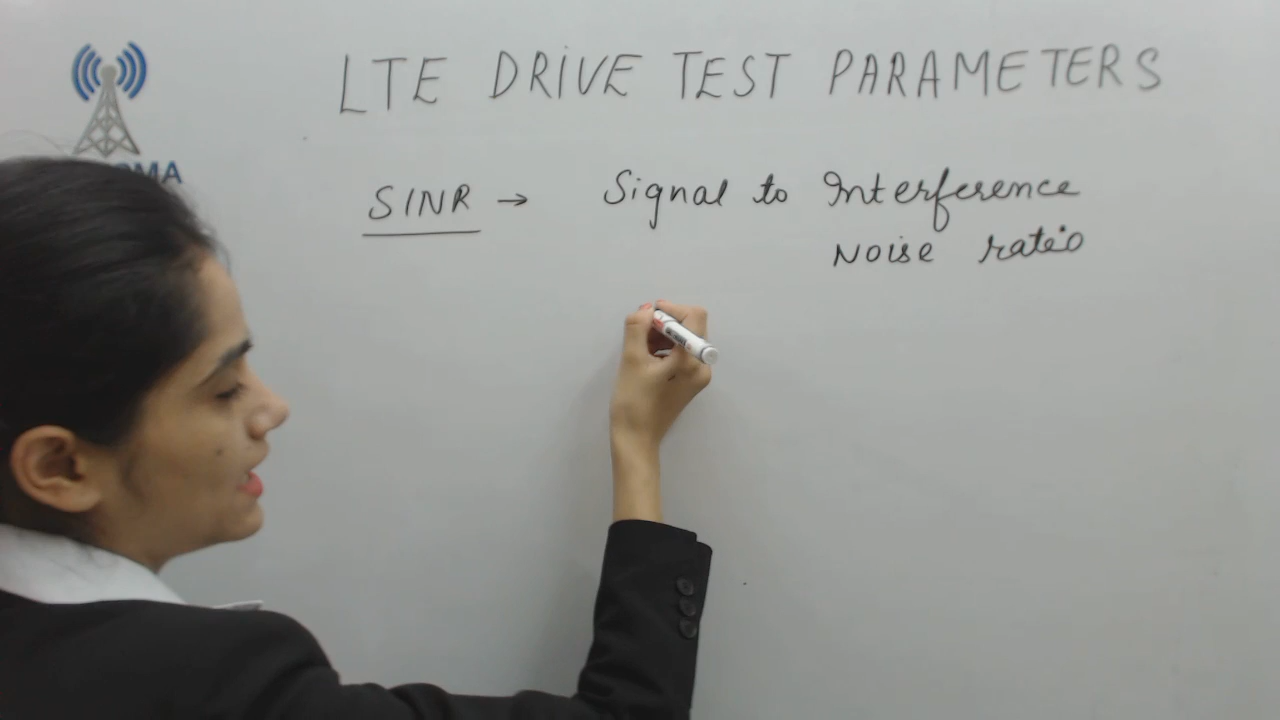 LTE DRIVE TEST PARAMETERS
SINR → Signal to Interference
Noise ratio